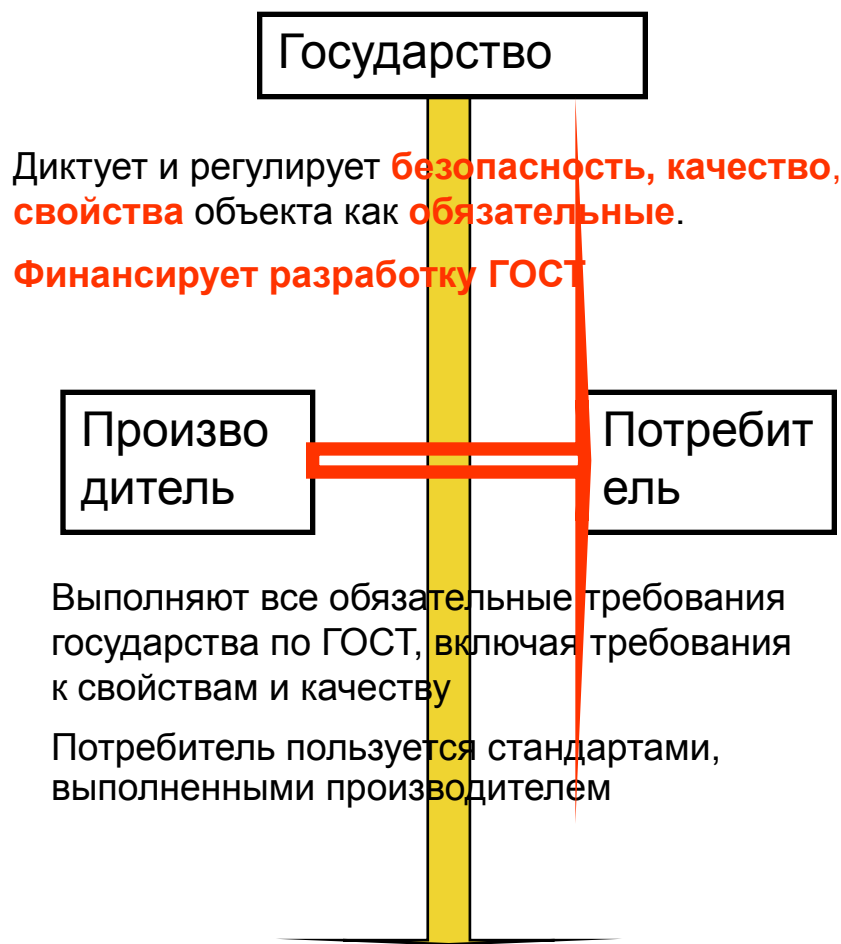 Государство
Диктует и регулирует безопасность, качество,
свойства объекта как обязательные.
Финансирует разработку ГОСТ
Произво
дитель
Потребит
ель
Выполняют все обязательные требования
государства по ГОСТ, включая требования
к свойствам и качеству
Потребитель пользуется стандартами,
выполненными производителем